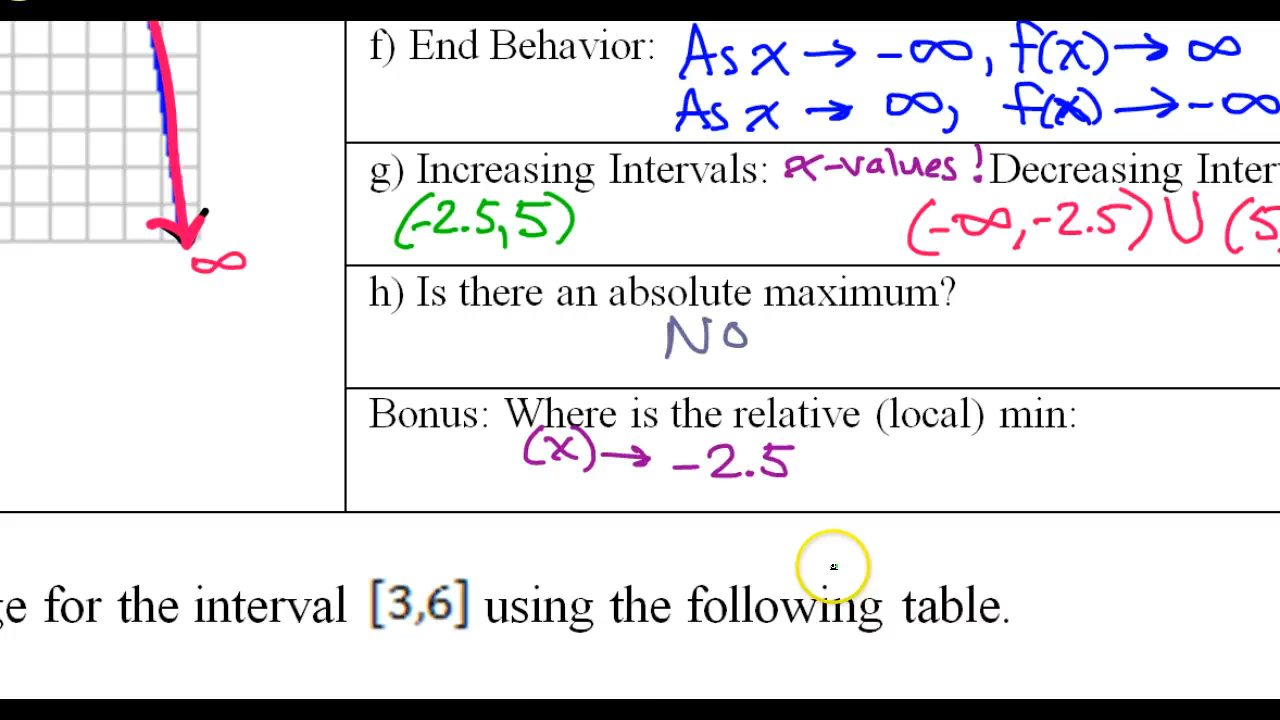 f) End Behavior: As x → -∞, f(x) → ∞
As x → ∞, f(x) → -∞
g) Increasing Intervals: x-values! Decreasing Inter
(-2.5,5) (-∞,-2.5) U (5,
∞
h) Is there an absolute maximum?
NO
Bonus: Where is the relative (local) min:
(x) → -2.5
ge for the interval [3,6] using the following table.